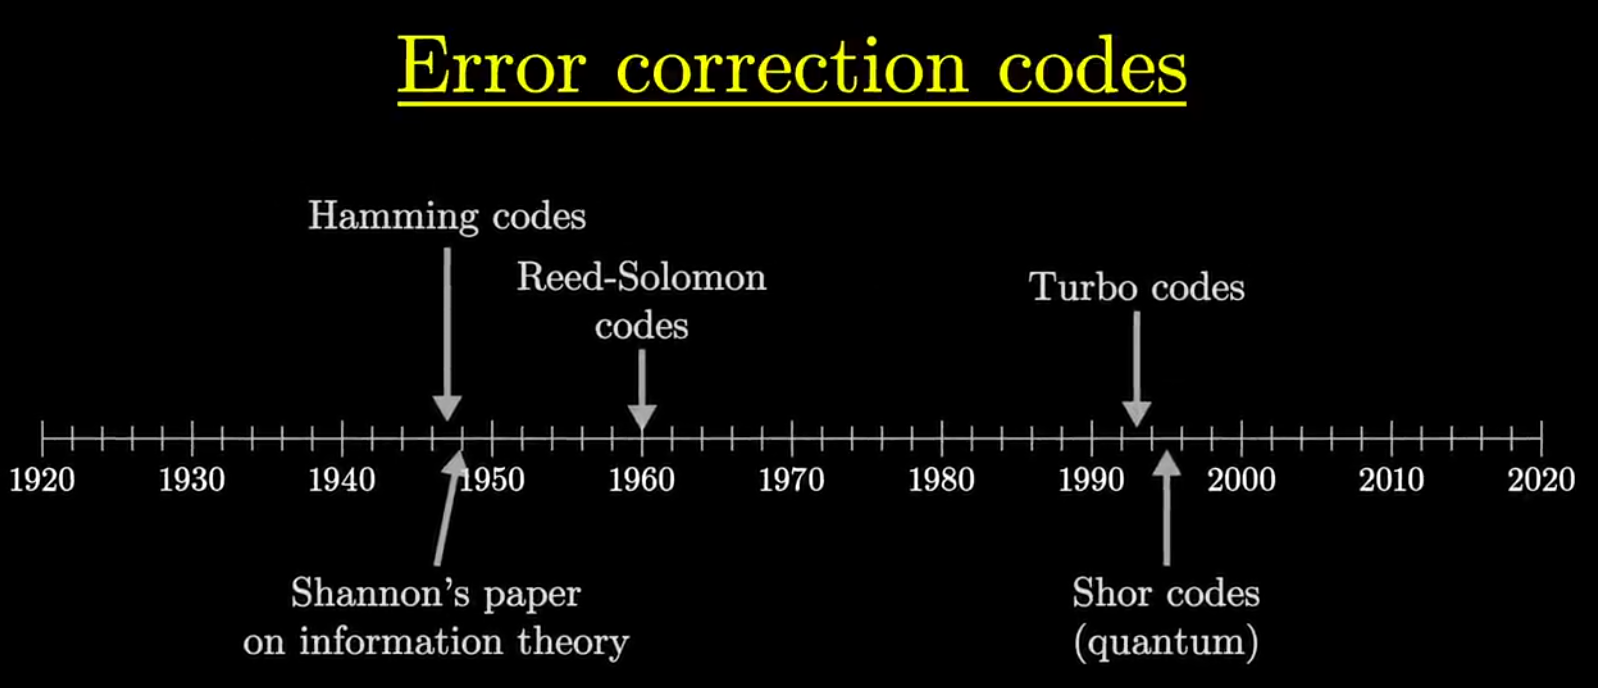 Error correction codes
Hamming codes
Reed-Solomon
codes
Turbo codes
1920 1930 1940 1950 1960 1970 1980 1990 2000 2010 2020
Shannon's paper
on information theory
Shor codes
(quantum)